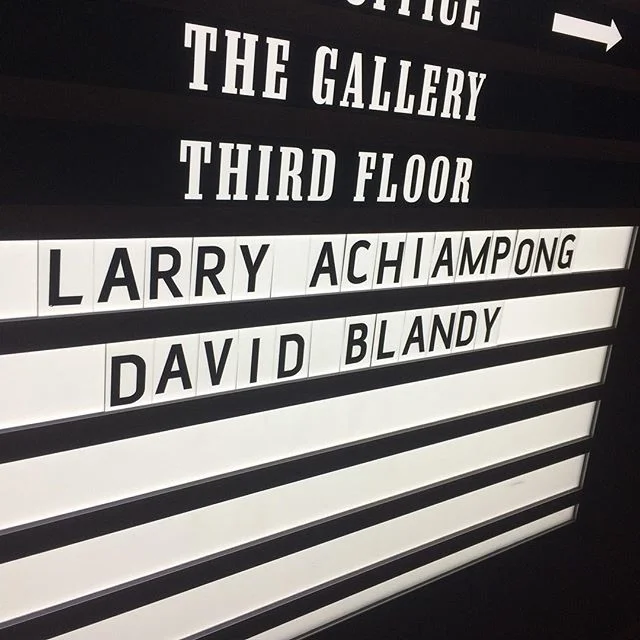 THE GALLERY
THIRD FLOOR
LARRY ACHIAMPONG
DAVID BLANDY